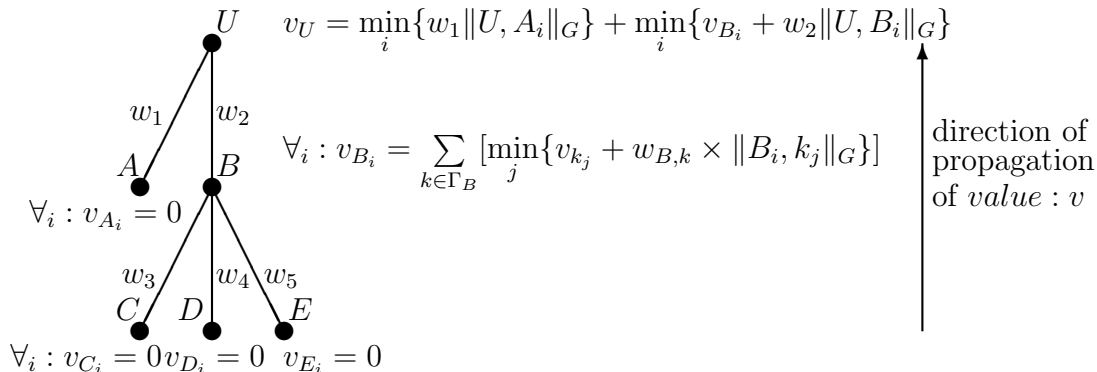 U  v_U = min_i{w_1‖U, A_i‖_G} + min_i{v_{B_i} + w_2‖U, B_i‖_G}
w_1 w_2
∀_i : v_{B_i} = ∑_{k∈Γ_B} [min_j{v_{k_j} + w_{B,k} × ‖B_i, k_j‖_G}]
direction of
propagation
of value : v
A B
∀_i : v_{A_i} = 0
w_3 w_4 w_5
C D E
∀_i : v_{C_i} = 0 v_{D_i} = 0 v_{E_i} = 0